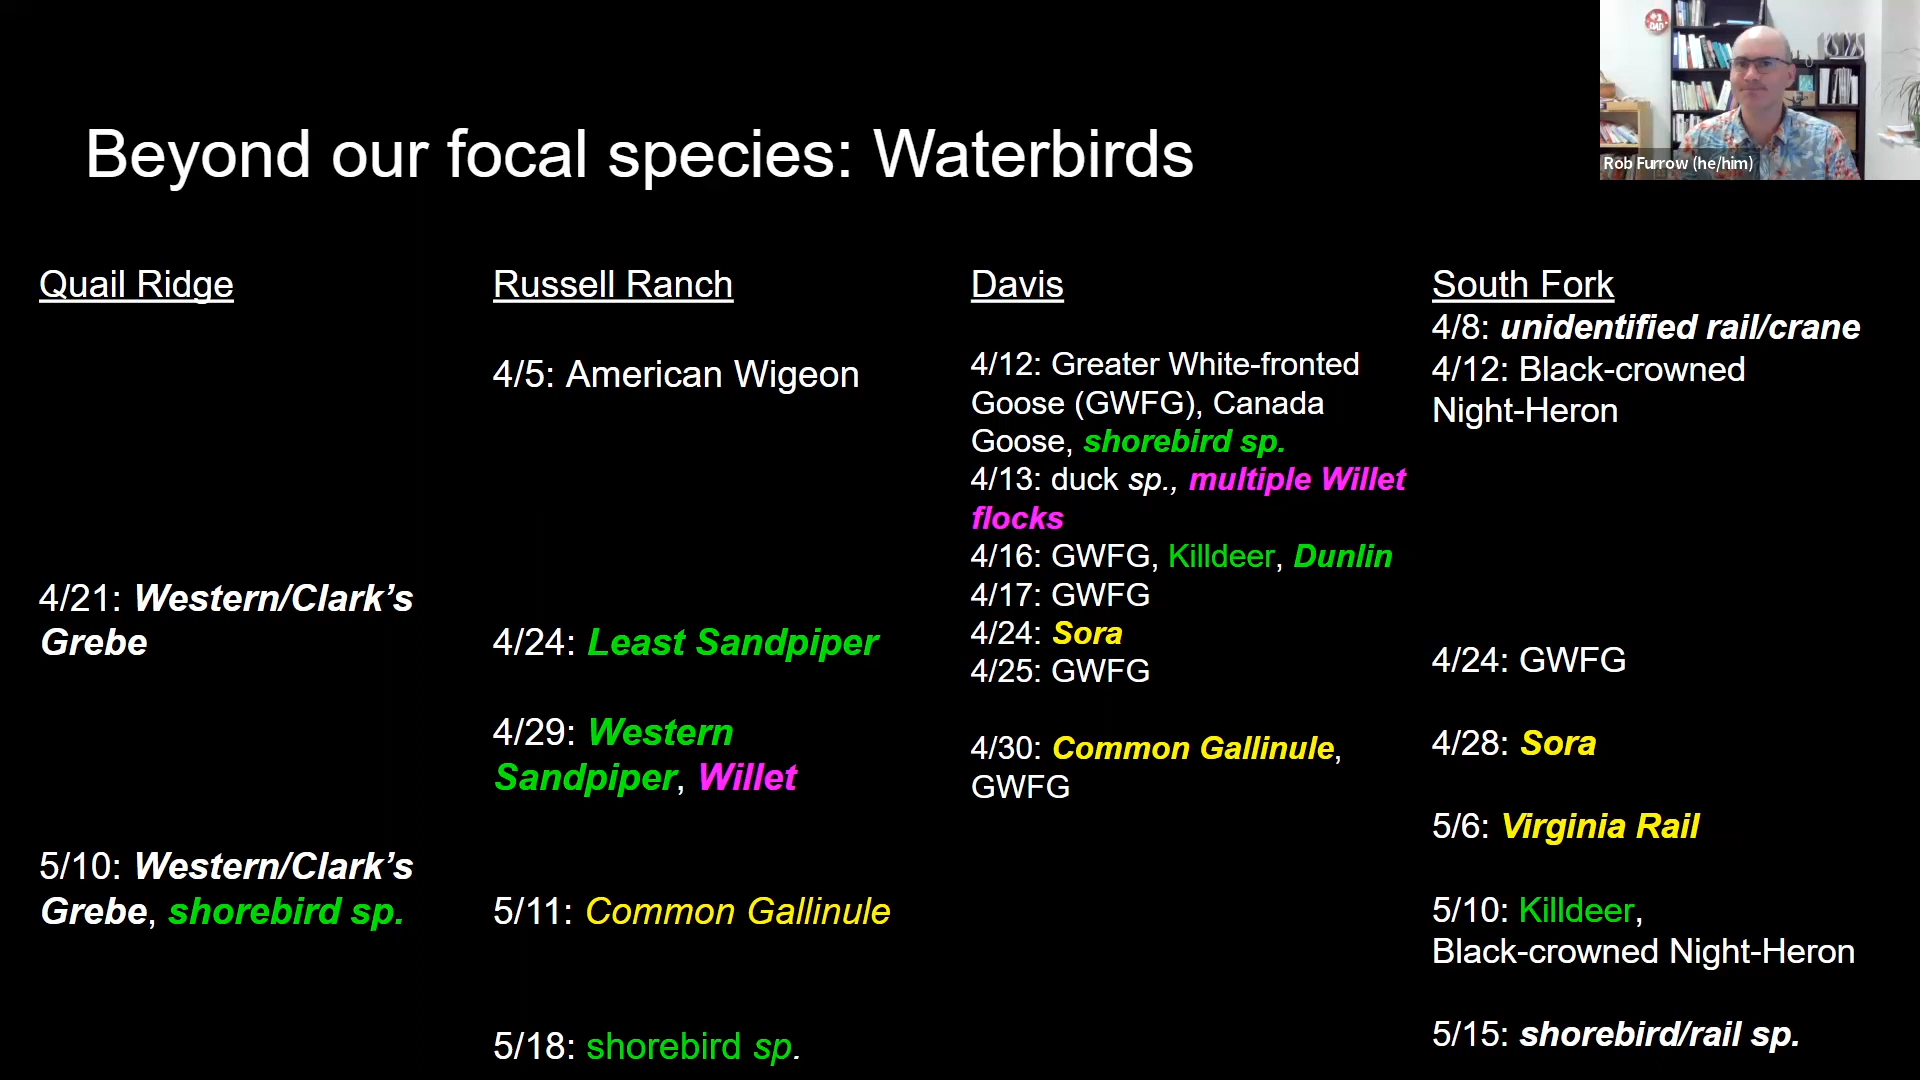 #1
DAD
Rob Furrow (he/him)
Beyond our focal species: Waterbirds
Quail Ridge
4/21: Western/Clark’s
Grebe
5/10: Western/Clark’s
Grebe, shorebird sp.
Russell Ranch
4/5: American Wigeon
4/24: Least Sandpiper
4/29: Western
Sandpiper, Willet
5/11: Common Gallinule
5/18: shorebird sp.
Davis
4/12: Greater White-fronted
Goose (GWFG), Canada
Goose, shorebird sp.
4/13: duck sp., multiple Willet
flocks
4/16: GWFG, Killdeer, Dunlin
4/17: GWFG
4/24: Sora
4/25: GWFG
4/30: Common Gallinule,
GWFG
South Fork
4/8: unidentified rail/crane
4/12: Black-crowned
Night-Heron
4/24: GWFG
4/28: Sora
5/6: Virginia Rail
5/10: Killdeer,
Black-crowned Night-Heron
5/15: shorebird/rail sp.